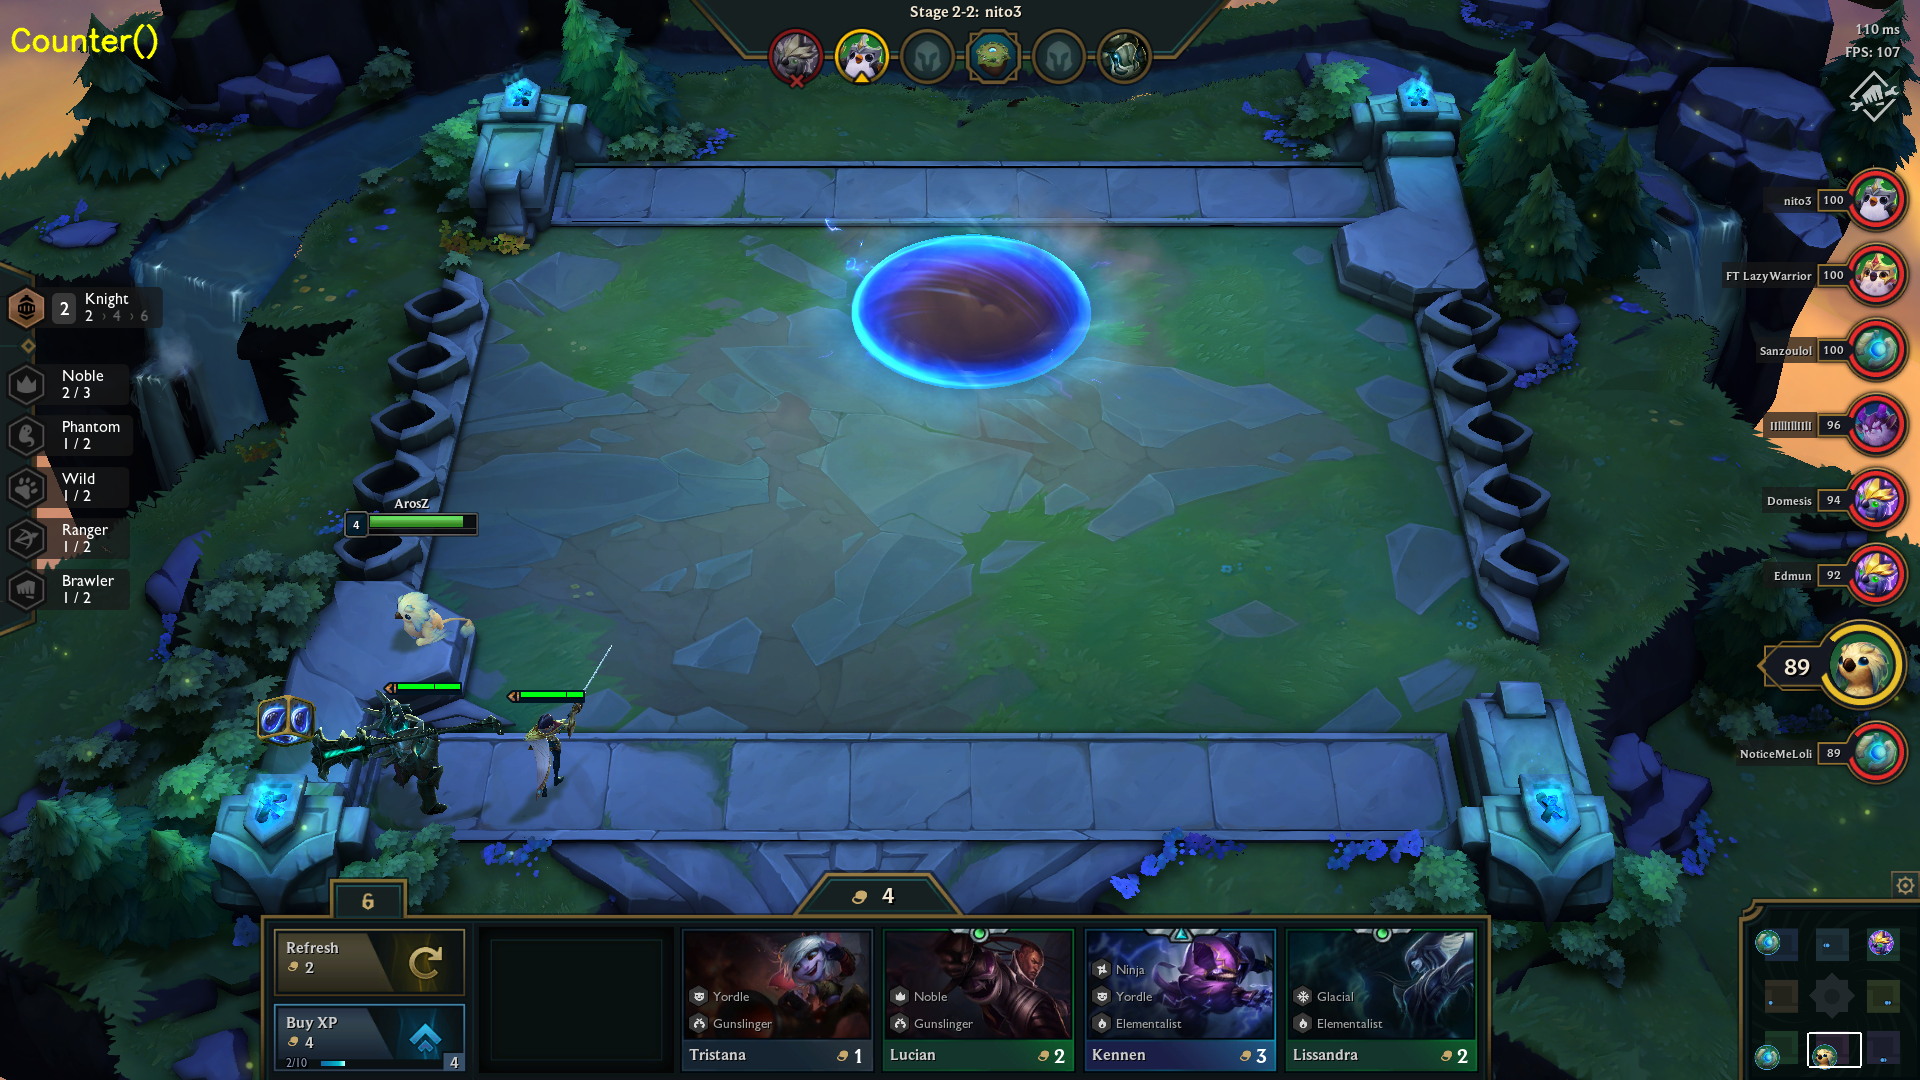 Counter()
Stage 2-2: nito3
110 ms
FPS: 107
nito3 100
FT LazyWarrior 100
Sanzoulol 100
96
Domesis 94
Edmun 92
89
NoticeMeLoli 89
2 Knight
2 › 4 › 6
Noble
2 / 3
Phantom
1 / 2
Wild
1 / 2
Ranger
1 / 2
Brawler
1 / 2
ArosZ
4
6
4
Refresh
2
Buy XP
4
2/10
4
Yordle
Gunslinger
Tristana 1
Noble
Gunslinger
Lucian 2
Ninja
Yordle
Elementalist
Kennen 3
Glacial
Elementalist
Lissandra 2